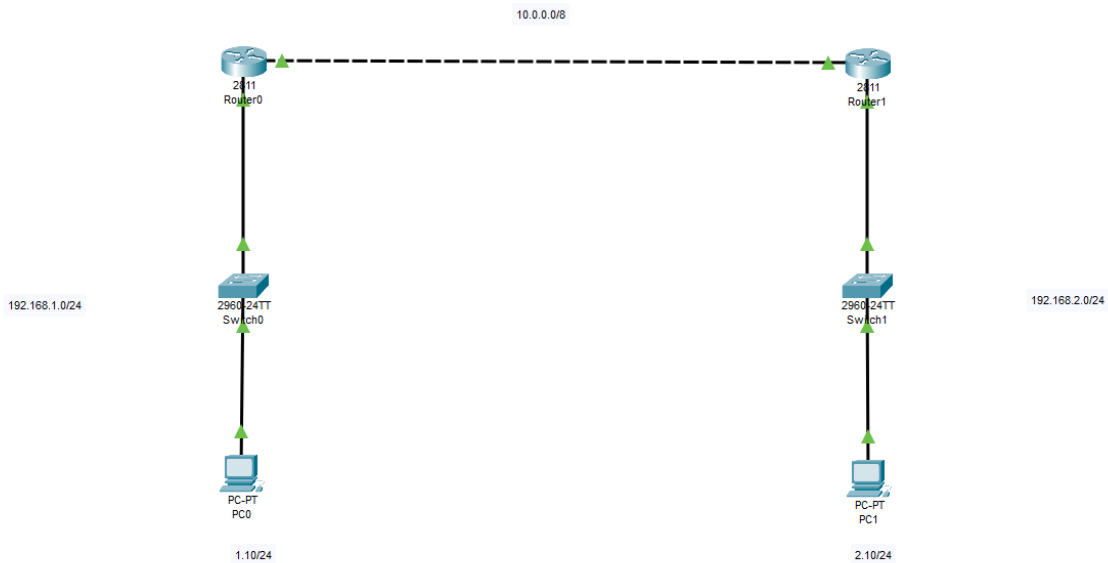 10.0.0.0/8
2811
Router0
2811
Router1
192.168.1.0/24
2960-24TT
Switch0
2960-24TT
Switch1
192.168.2.0/24
PC-PT
PC0
PC-PT
PC1
1.10/24
2.10/24